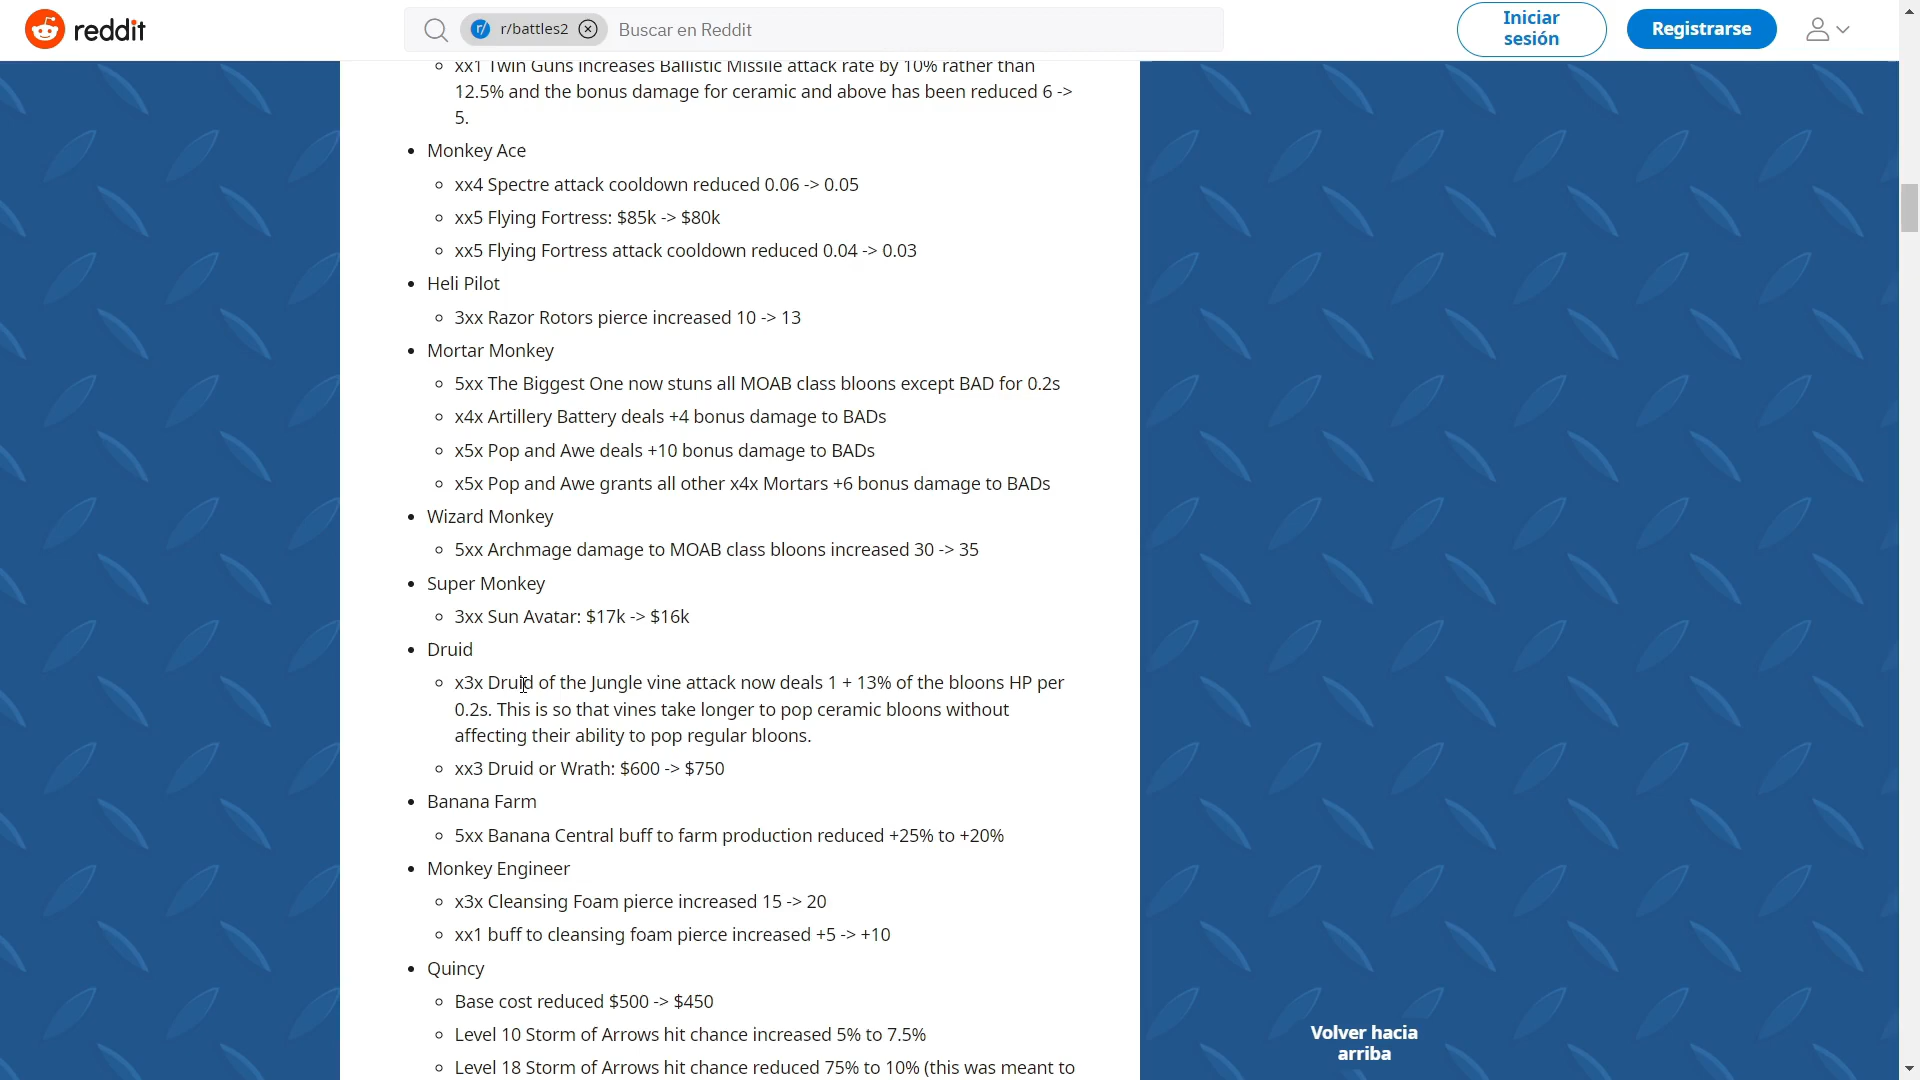 reddit
r/battles2
Buscar en Reddit
Iniciar
sesión
Registrarse
xx1 Twin Guns increases Ballistic Missile attack rate by 10% rather than
12.5% and the bonus damage for ceramic and above has been reduced 6 ->
5.
Monkey Ace
xx4 Spectre attack cooldown reduced 0.06 -> 0.05
xx5 Flying Fortress: $85k -> $80k
xx5 Flying Fortress attack cooldown reduced 0.04 -> 0.03
Heli Pilot
3xx Razor Rotors pierce increased 10 -> 13
Mortar Monkey
5xx The Biggest One now stuns all MOAB class bloons except BAD for 0.2s
x4x Artillery Battery deals +4 bonus damage to BADs
x5x Pop and Awe deals +10 bonus damage to BADs
x5x Pop and Awe grants all other x4x Mortars +6 bonus damage to BADs
Wizard Monkey
5xx Archmage damage to MOAB class bloons increased 30 -> 35
Super Monkey
3xx Sun Avatar: $17k -> $16k
Druid
x3x Druid of the Jungle vine attack now deals 1 + 13% of the bloons HP per
0.2s. This is so that vines take longer to pop ceramic bloons without
affecting their ability to pop regular bloons.
xx3 Druid or Wrath: $600 -> $750
Banana Farm
5xx Banana Central buff to farm production reduced +25% to +20%
Monkey Engineer
x3x Cleansing Foam pierce increased 15 -> 20
xx1 buff to cleansing foam pierce increased +5 -> +10
Quincy
Base cost reduced $500 -> $450
Level 10 Storm of Arrows hit chance increased 5% to 7.5%
Level 18 Storm of Arrows hit chance reduced 75% to 10% (this was meant to
Volver hacia
arriba